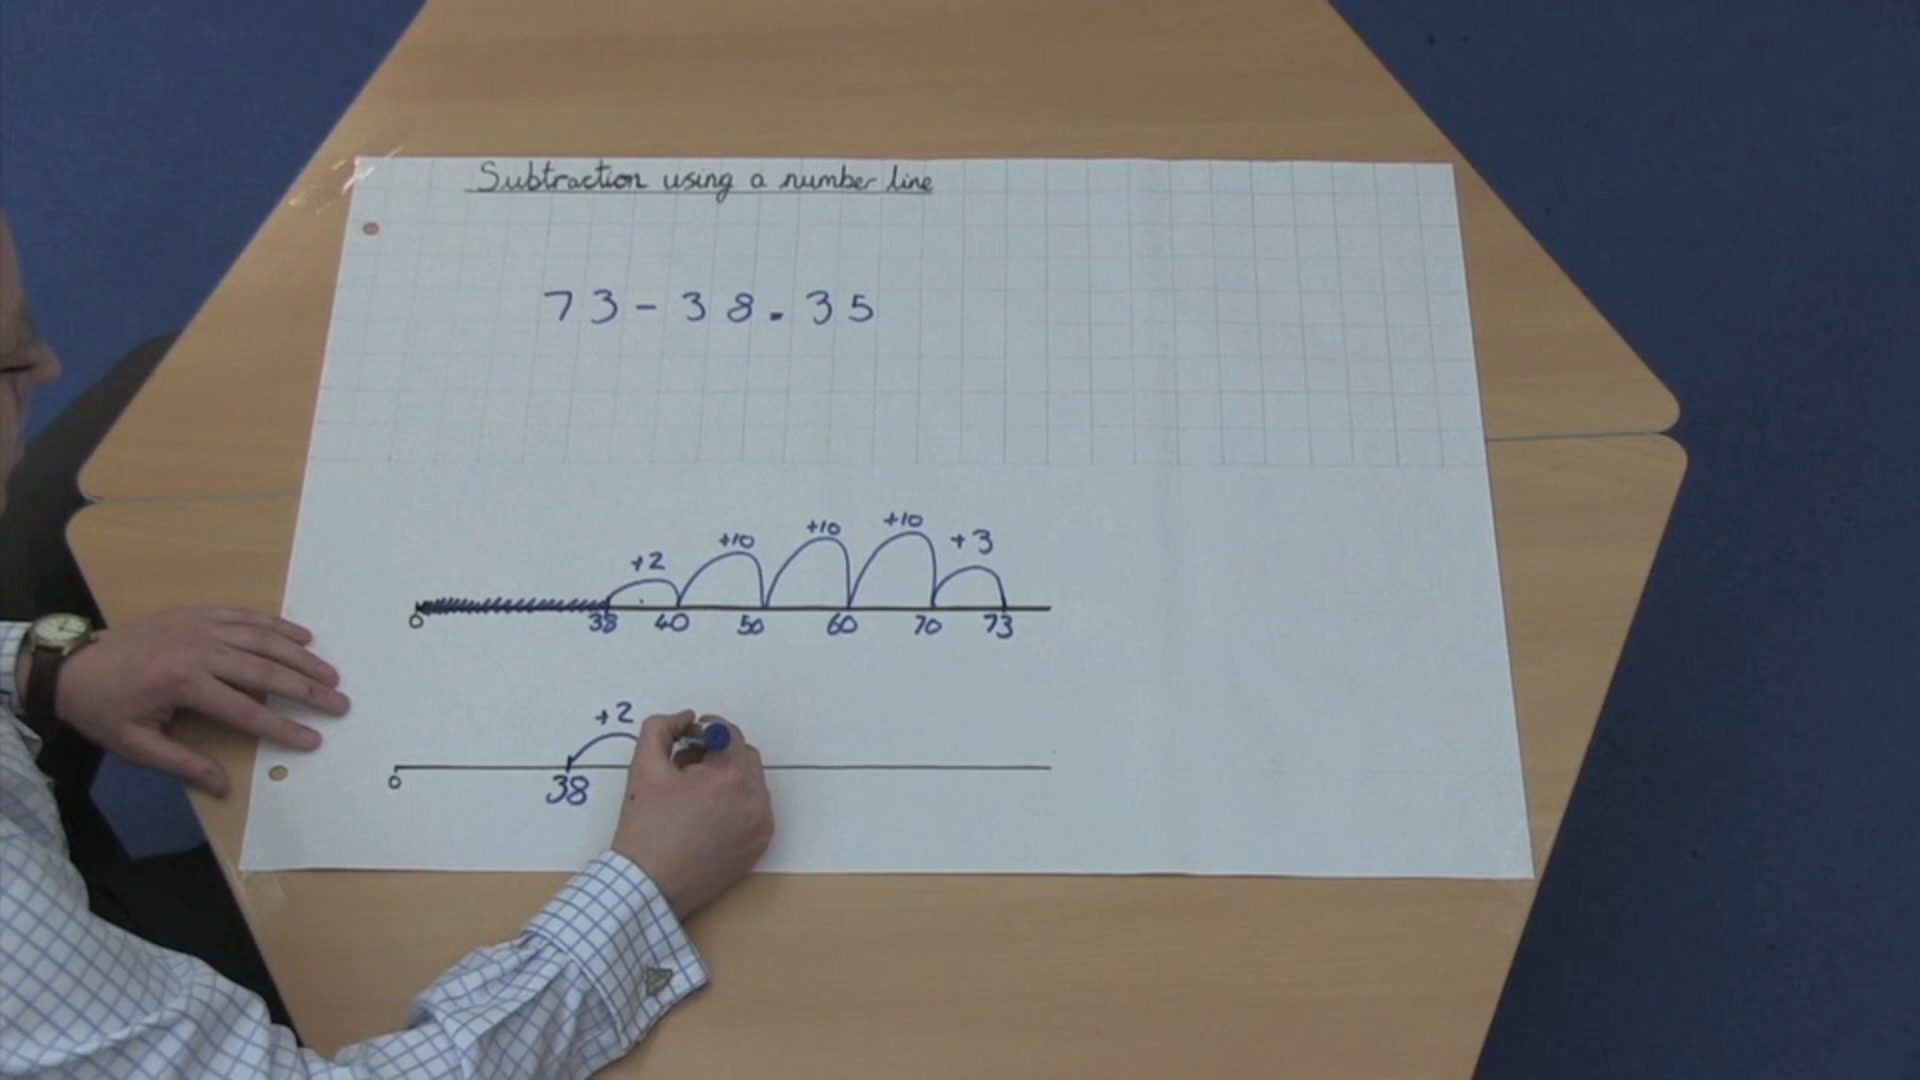 Subtraction using a number line
73-38=35
+2 +10 +10 +10 +3
0 38 40 50 60 70 73
+2
0 38